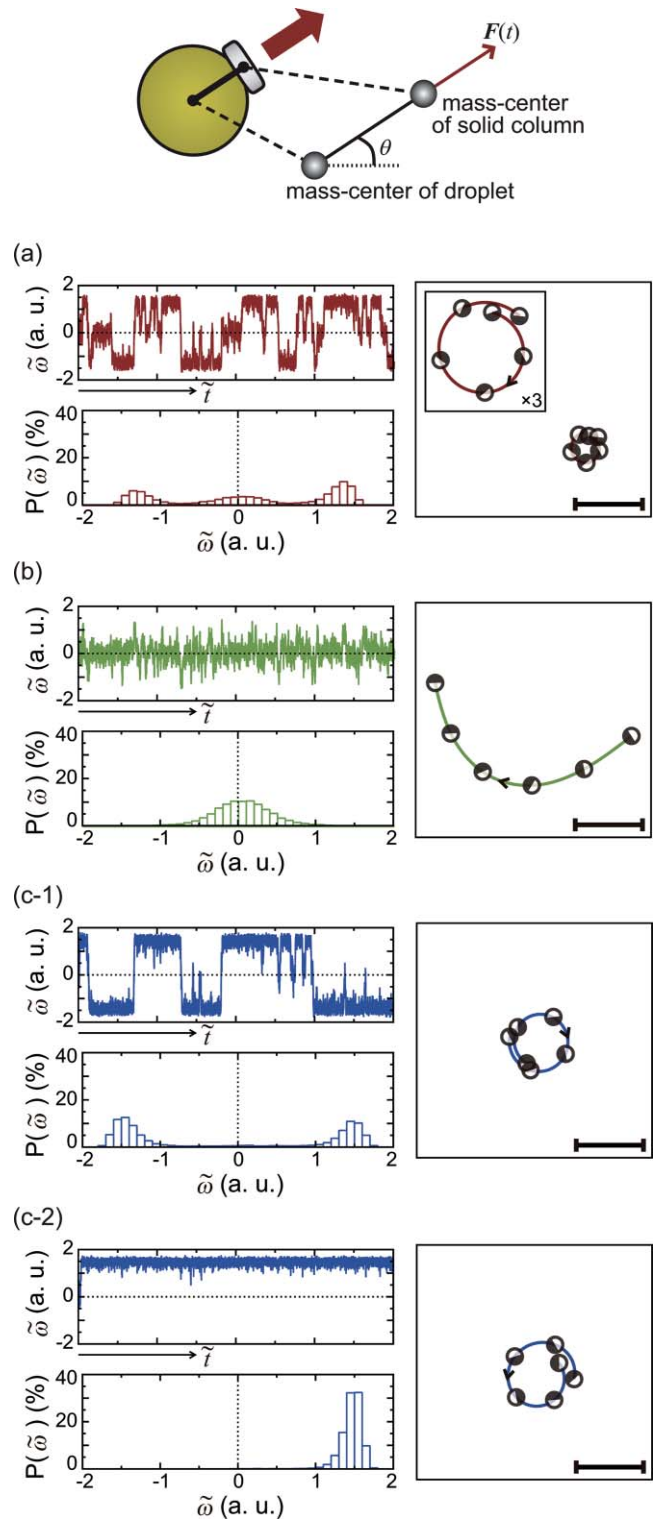 F(t)
mass-center
of solid column
θ
mass-center of droplet
(a)
2
0
-2
ω̃ (a. u.)
t̃
×3
40
20
0
P(ω̃) (%)
-2 -1 0 1 2
ω̃ (a. u.)
(b)
2
0
-2
ω̃ (a. u.)
t̃
40
20
0
P(ω̃) (%)
-2 -1 0 1 2
ω̃ (a. u.)
(c-1)
2
0
-2
ω̃ (a. u.)
t̃
40
20
0
P(ω̃) (%)
-2 -1 0 1 2
ω̃ (a. u.)
(c-2)
2
0
-2
ω̃ (a. u.)
t̃
40
20
0
P(ω̃) (%)
-2 -1 0 1 2
ω̃ (a. u.)